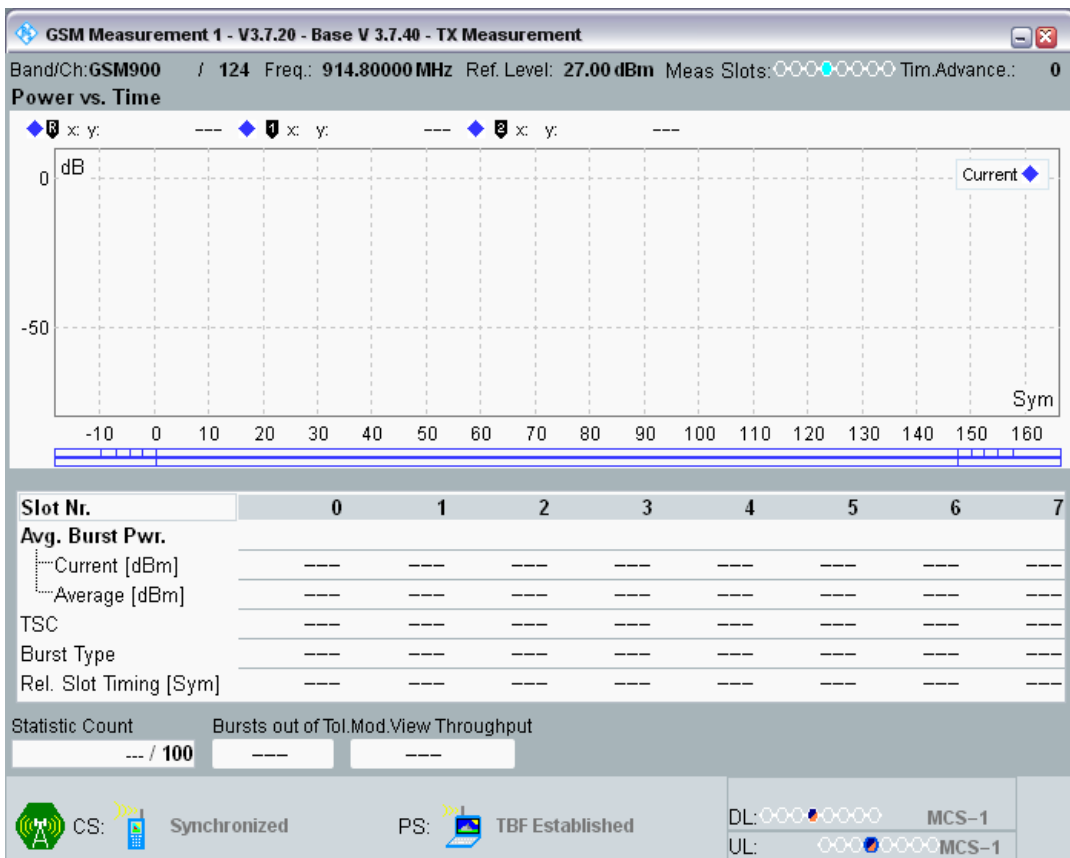 GSM Measurement 1 - V3.7.20 - Base V 3.7.40 - TX Measurement
Band/Ch:GSM900 / 124 Freq.: 914.80000 MHz Ref. Level: 27.00 dBm Meas Slots: Tim.Advance.: 0
Power vs. Time
R x: y: --- 1 x: y: --- 2 x: y: ---
dB
0
Current
-50
Sym
-10 0 10 20 30 40 50 60 70 80 90 100 110 120 130 140 150 160
Slot Nr. 0 1 2 3 4 5 6 7
Avg. Burst Pwr.
Current [dBm] --- --- --- --- --- --- --- ---
Average [dBm] --- --- --- --- --- --- --- ---
TSC --- --- --- --- --- --- --- ---
Burst Type --- --- --- --- --- --- --- ---
Rel. Slot Timing [Sym] --- --- --- --- --- --- --- ---
Statistic Count Bursts out of Tol.Mod.View Throughput
--- / 100 --- ---
CS: Synchronized PS: TBF Established
DL: MCS-1
UL: MCS-1